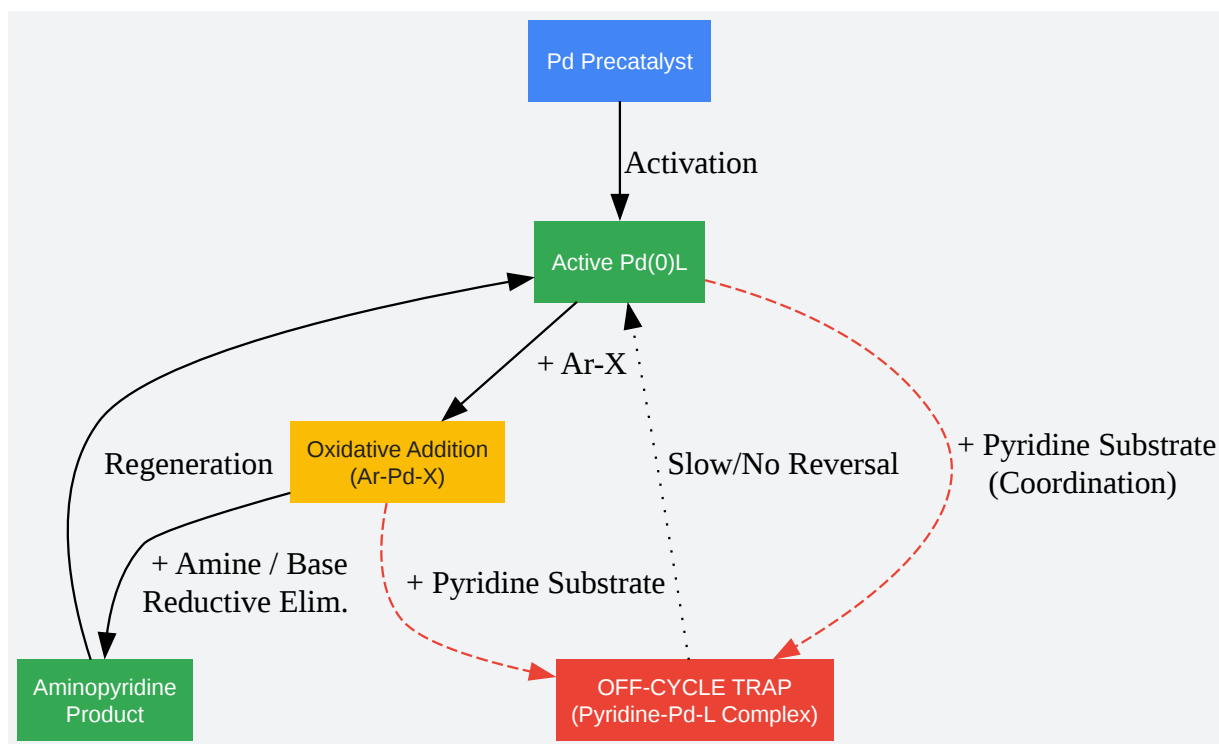 Pd Precatalyst
Activation
Active Pd(0)L
+ Ar-X
Oxidative Addition
(Ar-Pd-X)
Regeneration
Slow/No Reversal
+ Pyridine Substrate
(Coordination)
+ Amine / Base
Reductive Elim.
+ Pyridine Substrate
Aminopyridine
Product
OFF-CYCLE TRAP
(Pyridine-Pd-L Complex)